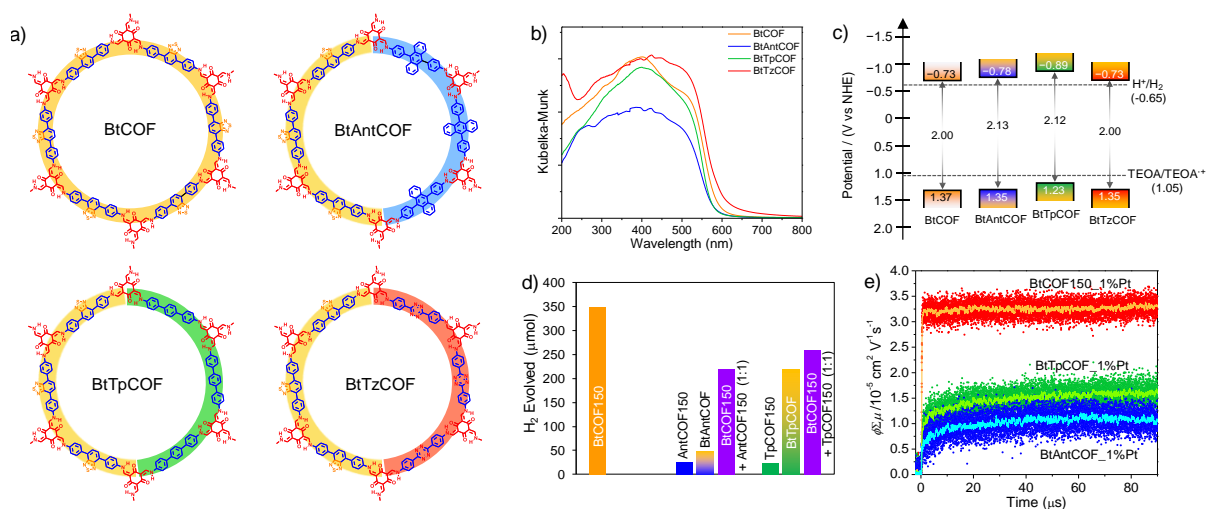 a)
BtCOF
BtAntCOF
BtTpCOF
BtTzCOF
b)
BtCOF
BtAntCOF
BtTpCOF
BtTzCOF
Kubelka-Munk
200 300 400 500 600 700 800
Wavelength (nm)
c)
Potential / (V vs NHE)
−1.5
−1.0
−0.5
0
0.5
1.0
1.5
2.0
−0.73
−0.78
−0.89
−0.73
H⁺/H₂
(-0.65)
2.00
2.13
2.12
2.00
TEOA/TEOA·⁺
(1.05)
1.37
1.35
1.23
1.35
BtCOF
BtAntCOF
BtTpCOF
BtTzCOF
d)
H₂ Evolved (μmol)
400
350
300
250
200
150
100
50
0
BtCOF150
AntCOF150
BtAntCOF
BtCOF150
+ AntCOF150 (1:1)
TpCOF150
BtTpCOF
BtCOF150
+ TpCOF150 (1:1)
e)
ϕΣμ /10⁻⁵ cm² V⁻¹s⁻¹
4.0
3.5
3.0
2.5
2.0
1.5
1.0
0.5
0.0
BtCOF150_1%Pt
BtTpCOF_1%Pt
BtAntCOF_1%Pt
0 20 40 60 80
Time (μs)